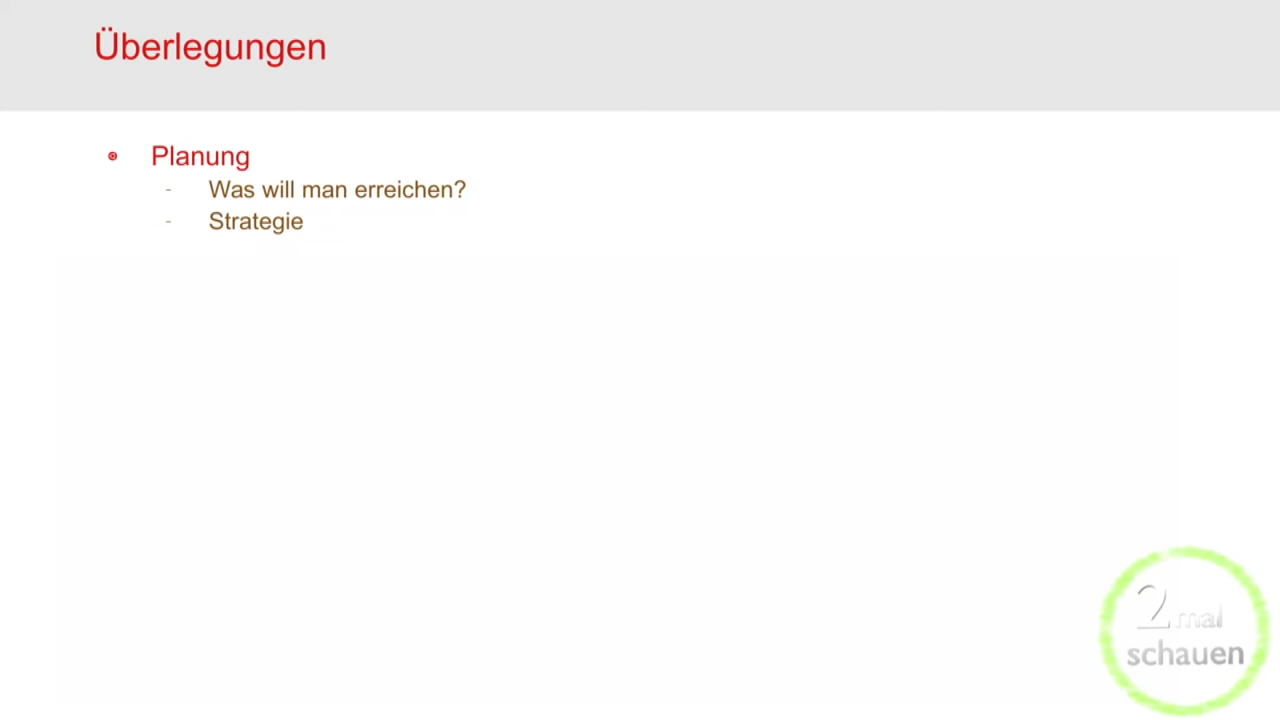 Überlegungen
Planung
- Was will man erreichen?
- Strategie
2 mal
schauen